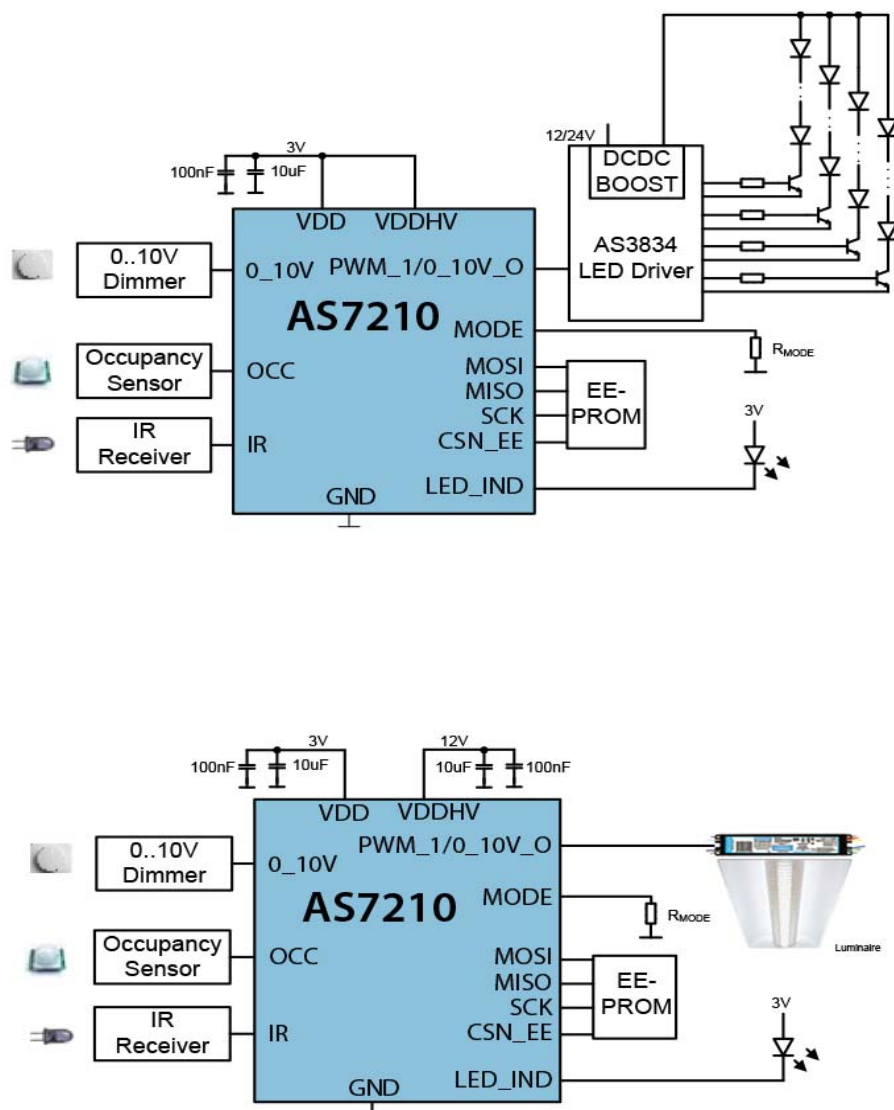 12/24V
DCDC
BOOST
AS3834
LED Driver
3V
100nF
10uF
VDD
VDDHV
0..10V
Dimmer
0_10V
PWM_1/0_10V_O
AS7210
MODE
R_MODE
Occupancy
Sensor
OCC
MOSI
MISO
SCK
CSN_EE
EE-
PROM
3V
IR
Receiver
IR
LED_IND
GND
3V
12V
100nF
10uF
10uF
100nF
VDD
VDDHV
0..10V
Dimmer
0_10V
PWM_1/0_10V_O
AS7210
MODE
R_MODE
Luminaire
Occupancy
Sensor
OCC
MOSI
MISO
SCK
CSN_EE
EE-
PROM
3V
IR
Receiver
IR
LED_IND
GND